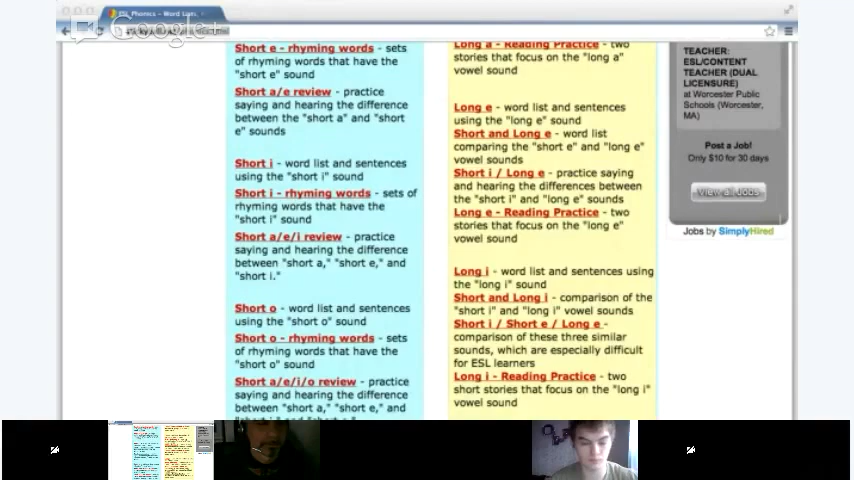 ESL Phonics - Word Lists
Google+
Short e - rhyming words - sets
of rhyming words that have the
"short e" sound
Short a/e review - practice
saying and hearing the difference
between the "short a" and "short
e" sounds
Short i - word list and sentences
using the "short i" sound
Short i - rhyming words - sets of
rhyming words that have the
"short i" sound
Short a/e/i review - practice
saying and hearing the difference
between "short a," "short e," and
"short i."
Short o - word list and sentences
using the "short o" sound
Short o - rhyming words - sets
of rhyming words that have the
"short o" sound
Short a/e/i/o review - practice
saying and hearing the difference
between "short a," "short e," and
Long a - Reading Practice - two
stories that focus on the "long a"
vowel sound
Long e - word list and sentences
using the "long e" sound
Short and Long e - word list
comparing the "short e" and "long e"
vowel sounds
Short i / Long e - practice saying
and hearing the differences between
the "short i" and "long e" sounds
Long e - Reading Practice - two
stories that focus on the "long e"
vowel sound
Long i - word list and sentences using
the "long i" sound
Short and Long i - comparison of the
"short i" and "long i" vowel sounds
Short i / Short e / Long e -
comparison of these three similar
sounds, which are especially difficult
for ESL learners
Long i - Reading Practice - two
short stories that focus on the "long i"
vowel sound
TEACHER:
ESL/CONTENT
TEACHER (DUAL
LICENSURE)
at Worcester Public
Schools (Worcester,
MA)
Post a Job!
Only $10 for 30 days
View all Jobs
Jobs by SimplyHired